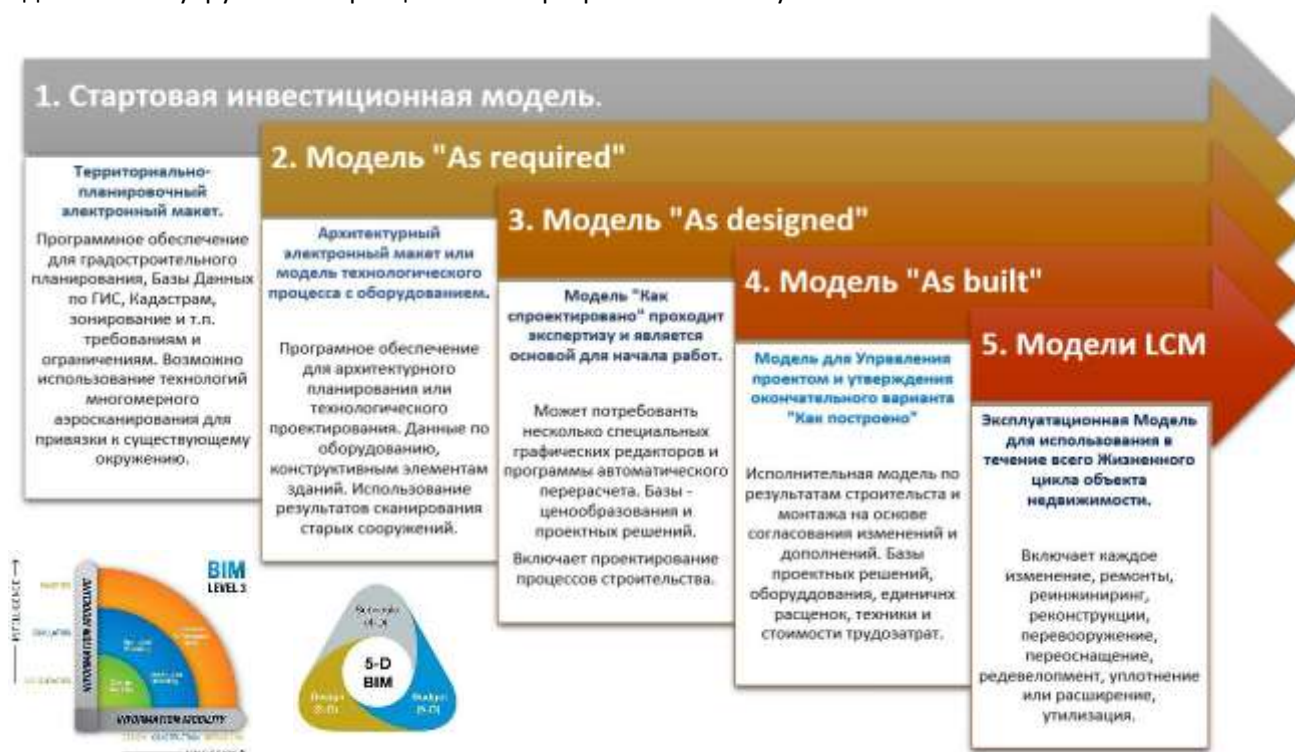 1. Стартовая инвестиционная модель.
Территориально-
планировочный
электронный макет.
Программное обеспечение
для градостроительного
планирования, Базы Данных
по ГИС, Кадастрам,
зонирование и т.п.
требованиям и
ограничениям. Возможно
использование технологий
многомерного
аэросканирования для
привязки к существующему
окружению.
2. Модель "As required"
Архитектурный
электронный макет или
модель технологического
процесса с оборудованием.
Програмное обеспечение
для архитектурного
планирования или
технологического
проектирования. Данные по
оборудованию,
конструктивным элементам
зданий. Использование
результатов сканирования
старых сооружений.
3. Модель "As designed"
Модель "Как
спроектировано" проходит
экспертизу и является
основой для начала работ.
Может потребовать
несколько специальных
графических редакторов и
программы автоматического
перерасчета. Базы -
ценообразования и
проектных решений.
Включает проектирование
процессов строительства.
4. Модель "As built"
Модель для Управления
проектом и утверждения
окончательного варианта
"Как построено"
Исполнительная модель по
результатам строительста и
монтажа на основе
согласования изменений и
дополнений. Базы
проектных решений,
оборуддования, единичнх
расценок, техники и
стоимости трудозатрат.
5. Модели LCM
Эксплуатационная Модель
для использования в
течение всего Жизненного
цикла объекта
недвижимости.
Включает каждое
изменение, ремонты,
реинжиниринг,
реконструкции,
перевооружение,
переоснащение,
редевелопмент, уплотнение
или расширение,
утилизация.
BIM
LEVEL 3
INFORMATION MODELING
INFORMATION MOBILITY
5-D
BIM